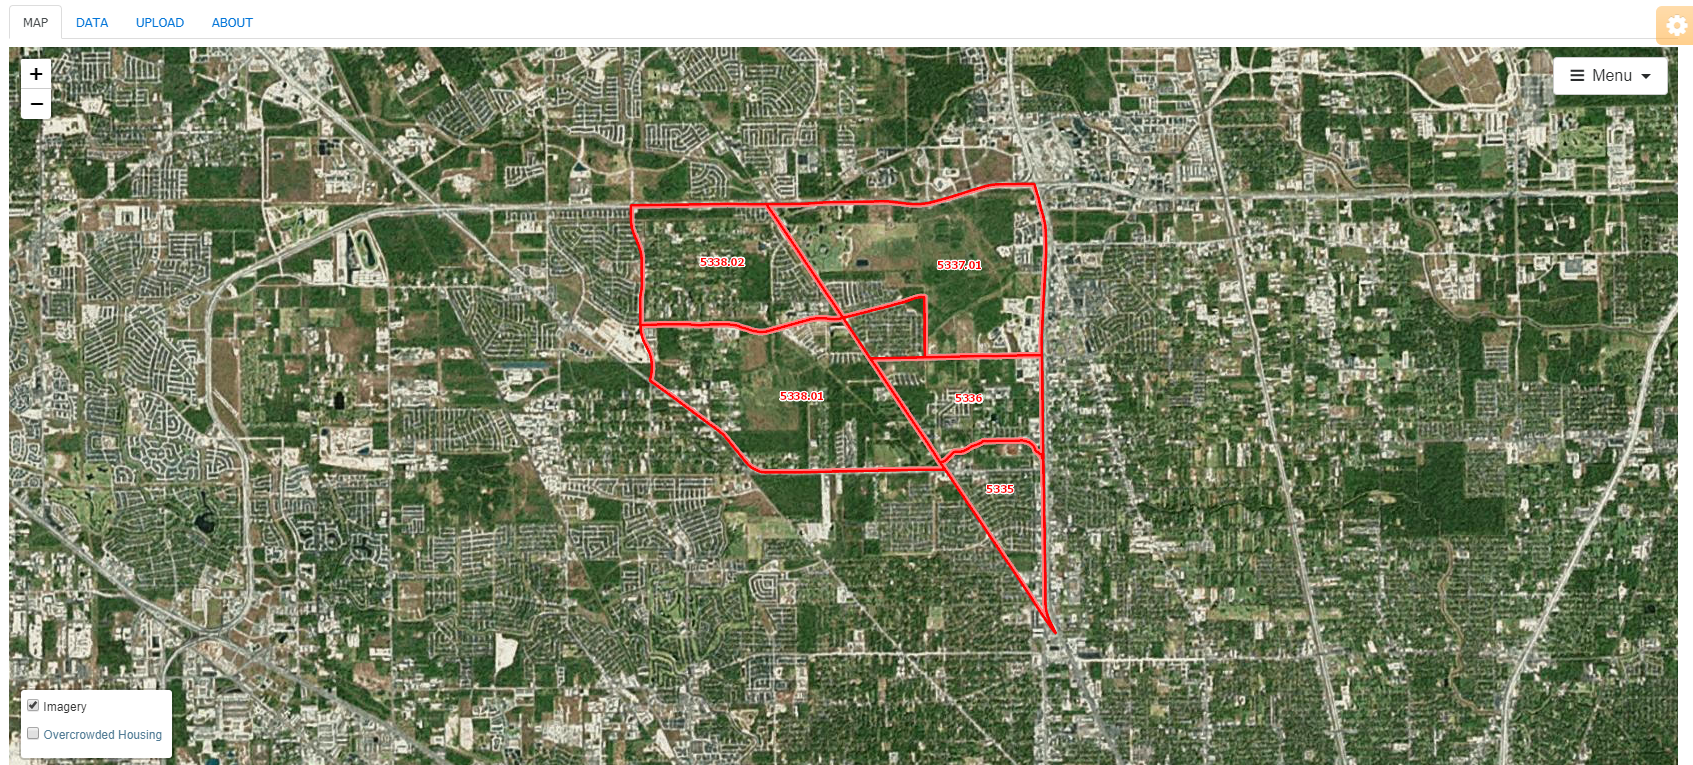 MAP DATA UPLOAD ABOUT
+
Menu
−
5338.02
5337.01
5338.01
5336
5335
Imagery
Overcrowded Housing